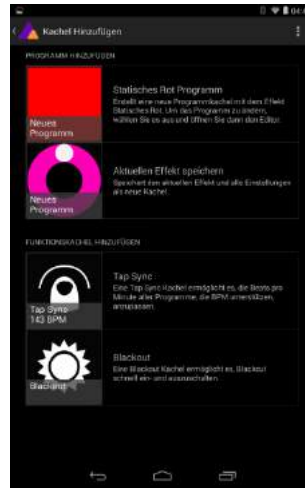 04:4
Kachel Hinzufügen
PROGRAMM HINZUFÜGEN
Neues
Programm
Statisches Rot Programm
Erstellt eine neue Programmkachel mit dem Effekt
Statisches Rot. Um das Programm zu ändern,
wählen Sie es aus und öffnen Sie dann den Editor.
Neues
Programm
Aktuellen Effekt speichern
Speichert den aktuellen Effekt und alle Einstellungen
als neue Kachel.
FUNKTIONSKACHEL HINZUFÜGEN
Tap Sync
143 BPM
Tap Sync
Eine Tap Sync Kachel ermöglicht es, die Beats pro
Minute aller Programme, die BPM unterstützen,
anzupassen.
Blackout
Blackout
Eine Blackout Kachel ermöglicht es, Blackout
schnell ein- und auszuschalten.